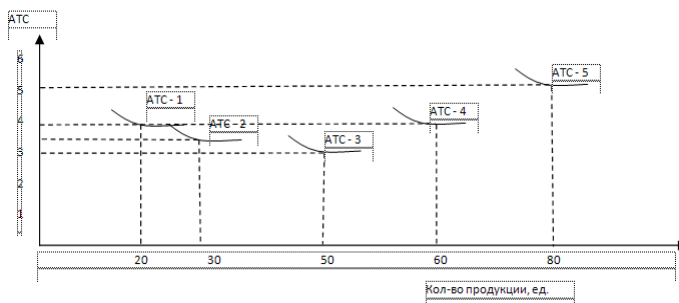 АТС
6
АТС - 5
5
АТС - 1
4
АТС - 2
АТС - 4
АТС - 3
3
2
1
20 30 50 60 80
Кол-во продукции, ед.